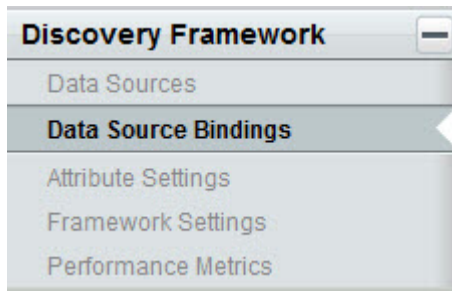 Discovery Framework
Data Sources
Data Source Bindings
Attribute Settings
Framework Settings
Performance Metrics